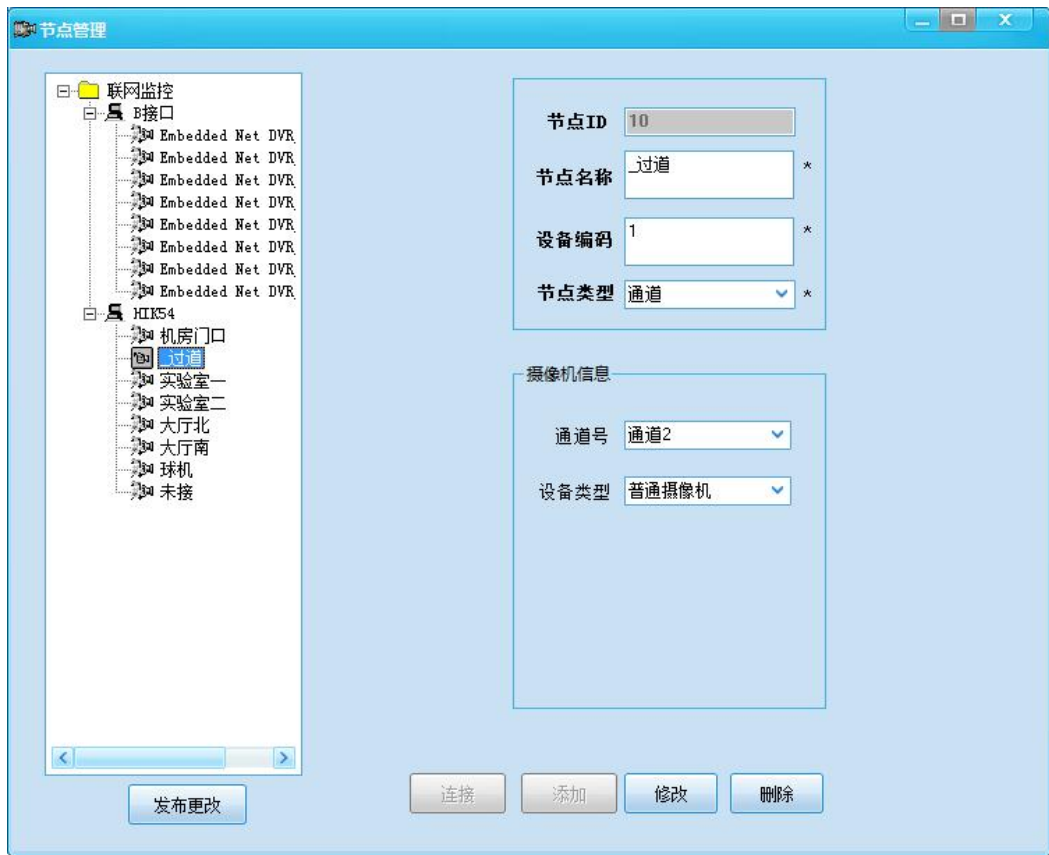 节点管理
联网监控
B接口
Embedded Net DVR
Embedded Net DVR
Embedded Net DVR
Embedded Net DVR
Embedded Net DVR
Embedded Net DVR
Embedded Net DVR
Embedded Net DVR
HIK54
机房门口
_过道
实验室一
实验室二
大厅北
大厅南
球机
未接
发布更改
节点ID 10
节点名称 _过道 *
设备编码 1 *
节点类型 通道 *
摄像机信息
通道号 通道2
设备类型 普通摄像机
连接 添加 修改 删除